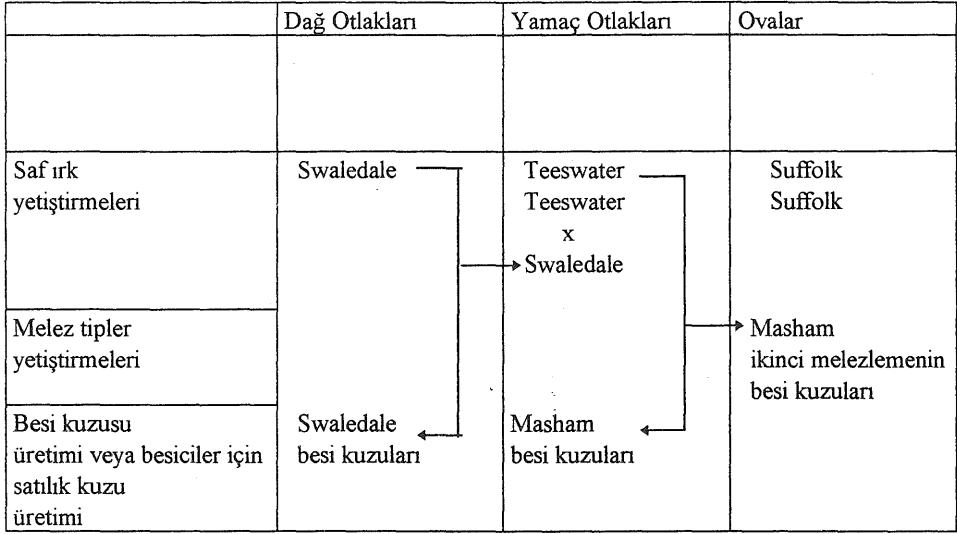 Dağ Otlakları
Yamaç Otlakları
Ovalar
Saf ırk
yetiştirmeleri
Swaledale
Teeswater
Teeswater
x
Swaledale
Suffolk
Suffolk
Melez tipler
yetiştirmeleri
Masham
ikinci melezlemenin
besi kuzuları
Besi kuzusu
üretimi veya besiciler için
satılık kuzu
üretimi
Swaledale
besi kuzuları
Masham
besi kuzuları